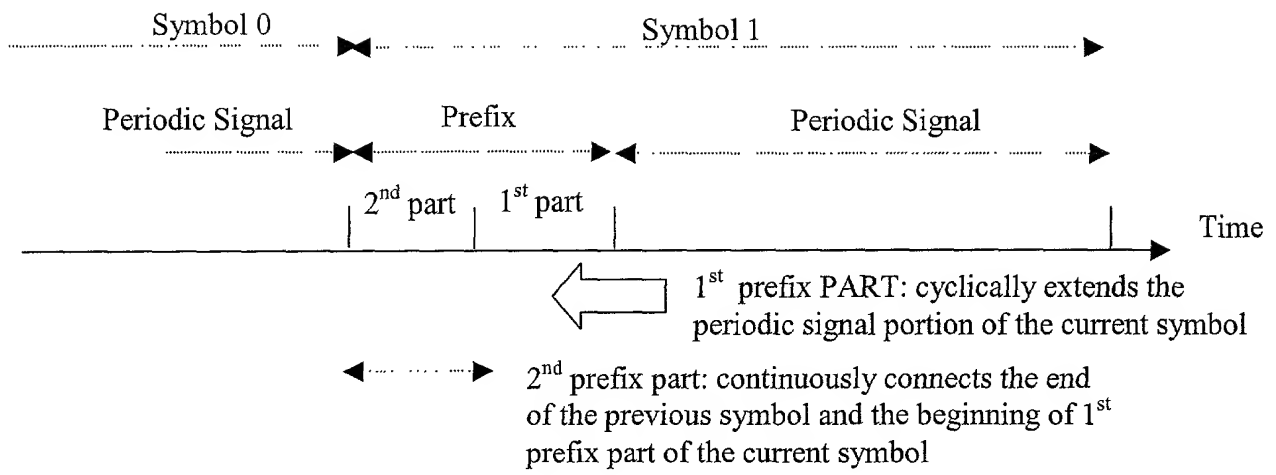 Symbol 0 Symbol 1
Periodic Signal Prefix Periodic Signal
2nd part 1st part
Time
1st prefix PART: cyclically extends the
periodic signal portion of the current symbol
2nd prefix part: continuously connects the end
of the previous symbol and the beginning of 1st
prefix part of the current symbol